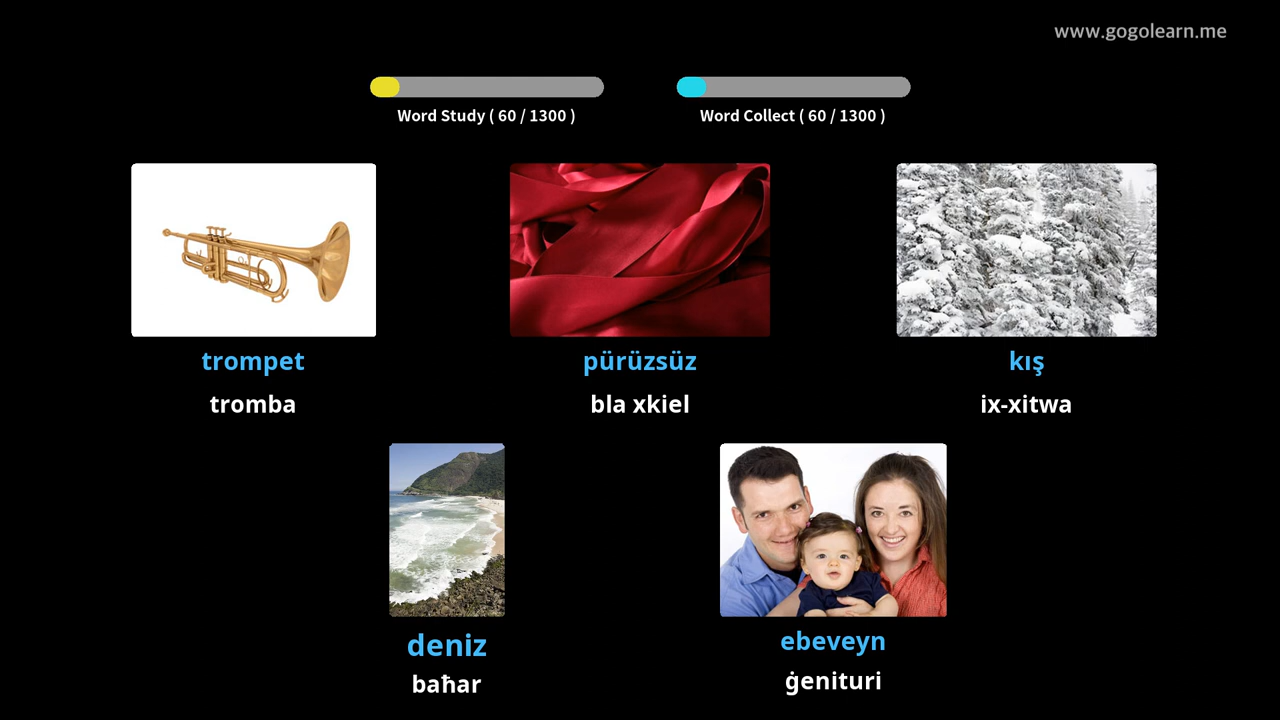 www.gogolearn.me
Word Study ( 60 / 1300 )
Word Collect ( 60 / 1300 )
trompet
tromba
pürüzsüz
bla xkiel
kış
ix-xitwa
deniz
baħar
ebeveyn
ġenituri